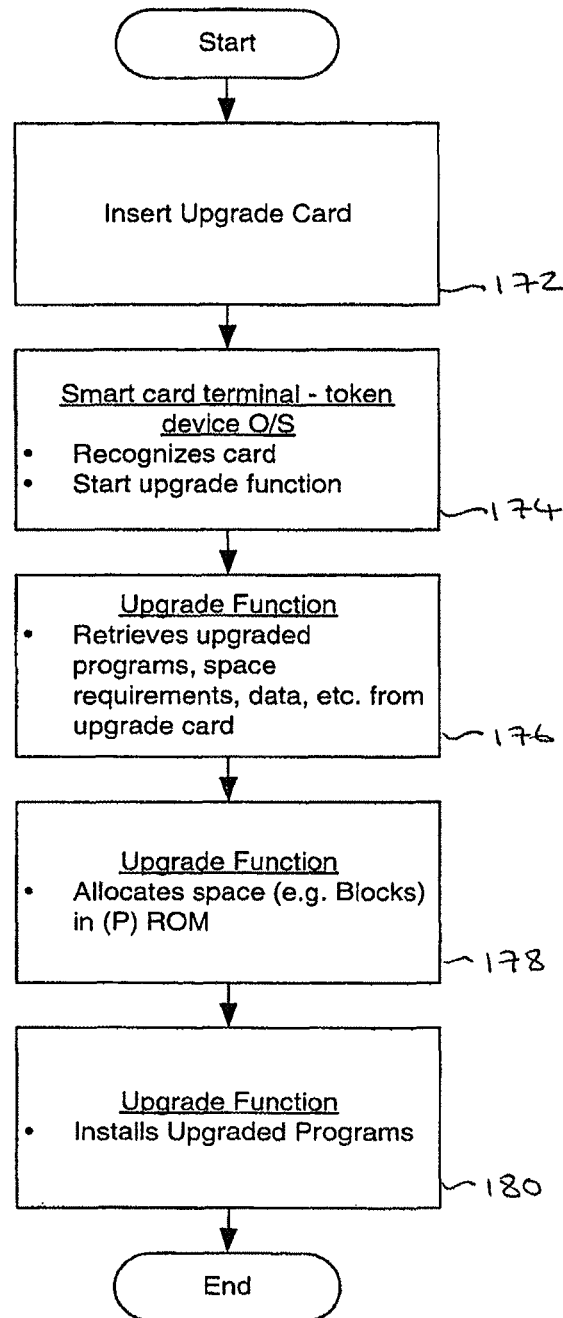 Start
Insert Upgrade Card
172
Smart card terminal - token
device O/S
• Recognizes card
• Start upgrade function
174
Upgrade Function
• Retrieves upgraded
programs, space
requirements, data, etc. from
upgrade card
176
Upgrade Function
• Allocates space (e.g. Blocks)
in (P) ROM
178
Upgrade Function
• Installs Upgraded Programs
180
End